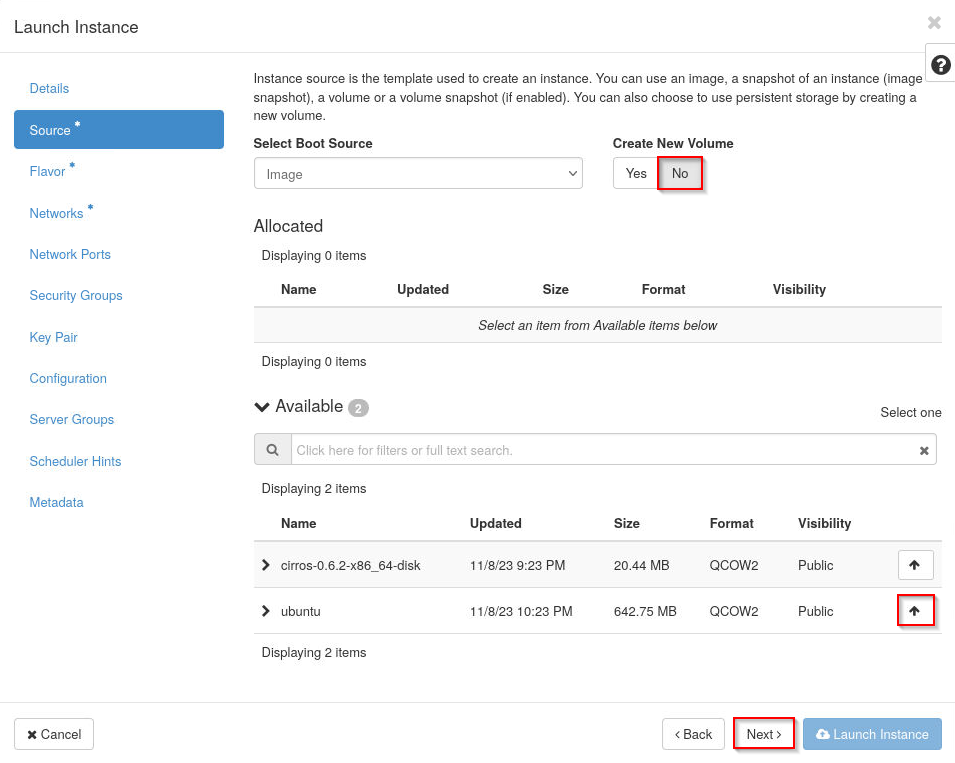 Launch Instance
Details
Source *
Flavor *
Networks *
Network Ports
Security Groups
Key Pair
Configuration
Server Groups
Scheduler Hints
Metadata
Instance source is the template used to create an instance. You can use an image, a snapshot of an instance (image
snapshot), a volume or a volume snapshot (if enabled). You can also choose to use persistent storage by creating a
new volume.
Select Boot Source Create New Volume
Image Yes No
Allocated
Displaying 0 items
Name Updated Size Format Visibility
Select an item from Available items below
Displaying 0 items
Available 2 Select one
Click here for filters or full text search.
Displaying 2 items
Name Updated Size Format Visibility
cirros-0.6.2-x86_64-disk 11/8/23 9:23 PM 20.44 MB QCOW2 Public
ubuntu 11/8/23 10:23 PM 642.75 MB QCOW2 Public
Displaying 2 items
Cancel < Back Next > Launch Instance